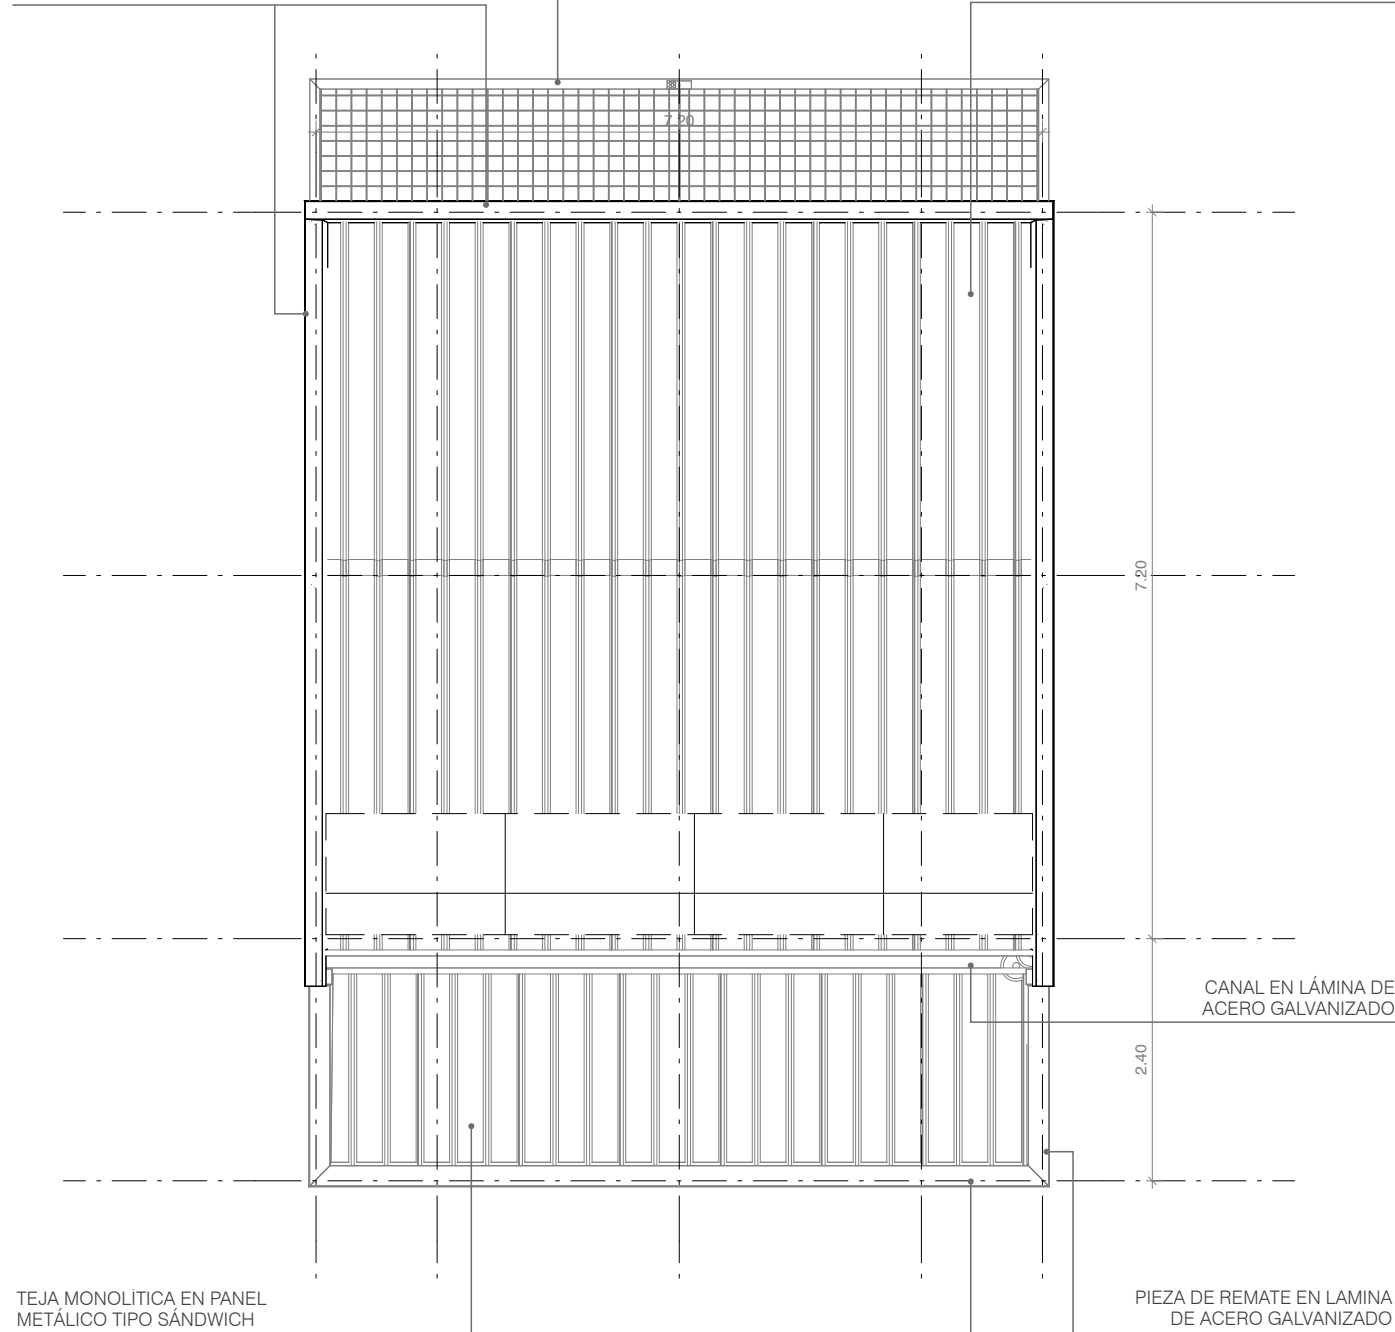 7.20
7.20
CANAL EN LÁMINA DE
ACERO GALVANIZADO
2.40
TEJA MONOLÍTICA EN PANEL
METÁLICO TIPO SÁNDWICH
PIEZA DE REMATE EN LAMINA
DE ACERO GALVANIZADO